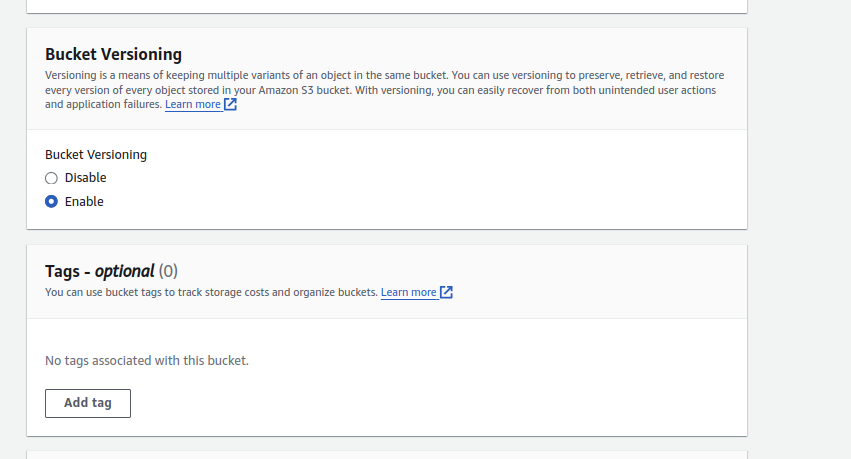 Bucket Versioning
Versioning is a means of keeping multiple variants of an object in the same bucket. You can use versioning to preserve, retrieve, and restore
every version of every object stored in your Amazon S3 bucket. With versioning, you can easily recover from both unintended user actions
and application failures. Learn more
Bucket Versioning
Disable
Enable
Tags - optional (0)
You can use bucket tags to track storage costs and organize buckets. Learn more
No tags associated with this bucket.
Add tag